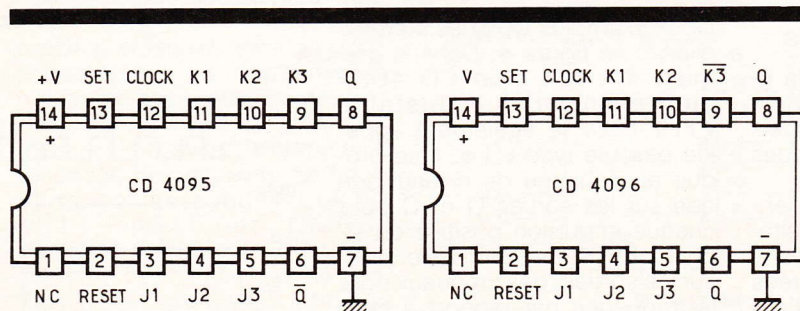 +V SET CLOCK K1 K2 K3 Q
14 13 12 11 10 9 8
+
CD 4095
1 2 3 4 5 6 7
NC RESET J1 J2 J3 Q̅
V SET CLOCK K1 K2 K̅3̅ Q
14 13 12 11 10 9 8
+
CD 4096
−
1 2 3 4 5 6 7
NC RESET J1 J2 J̅3̅ Q̅